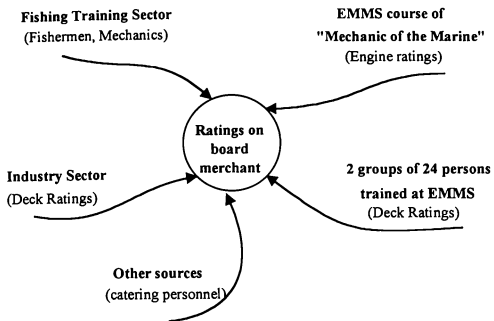 Fishing Training Sector
(Fishermen, Mechanics)
EMMS course of
"Mechanic of the Marine"
(Engine ratings)
Ratings on
board
merchant
Industry Sector
(Deck Ratings)
2 groups of 24 persons
trained at EMMS
(Deck Ratings)
Other sources
(catering personnel)